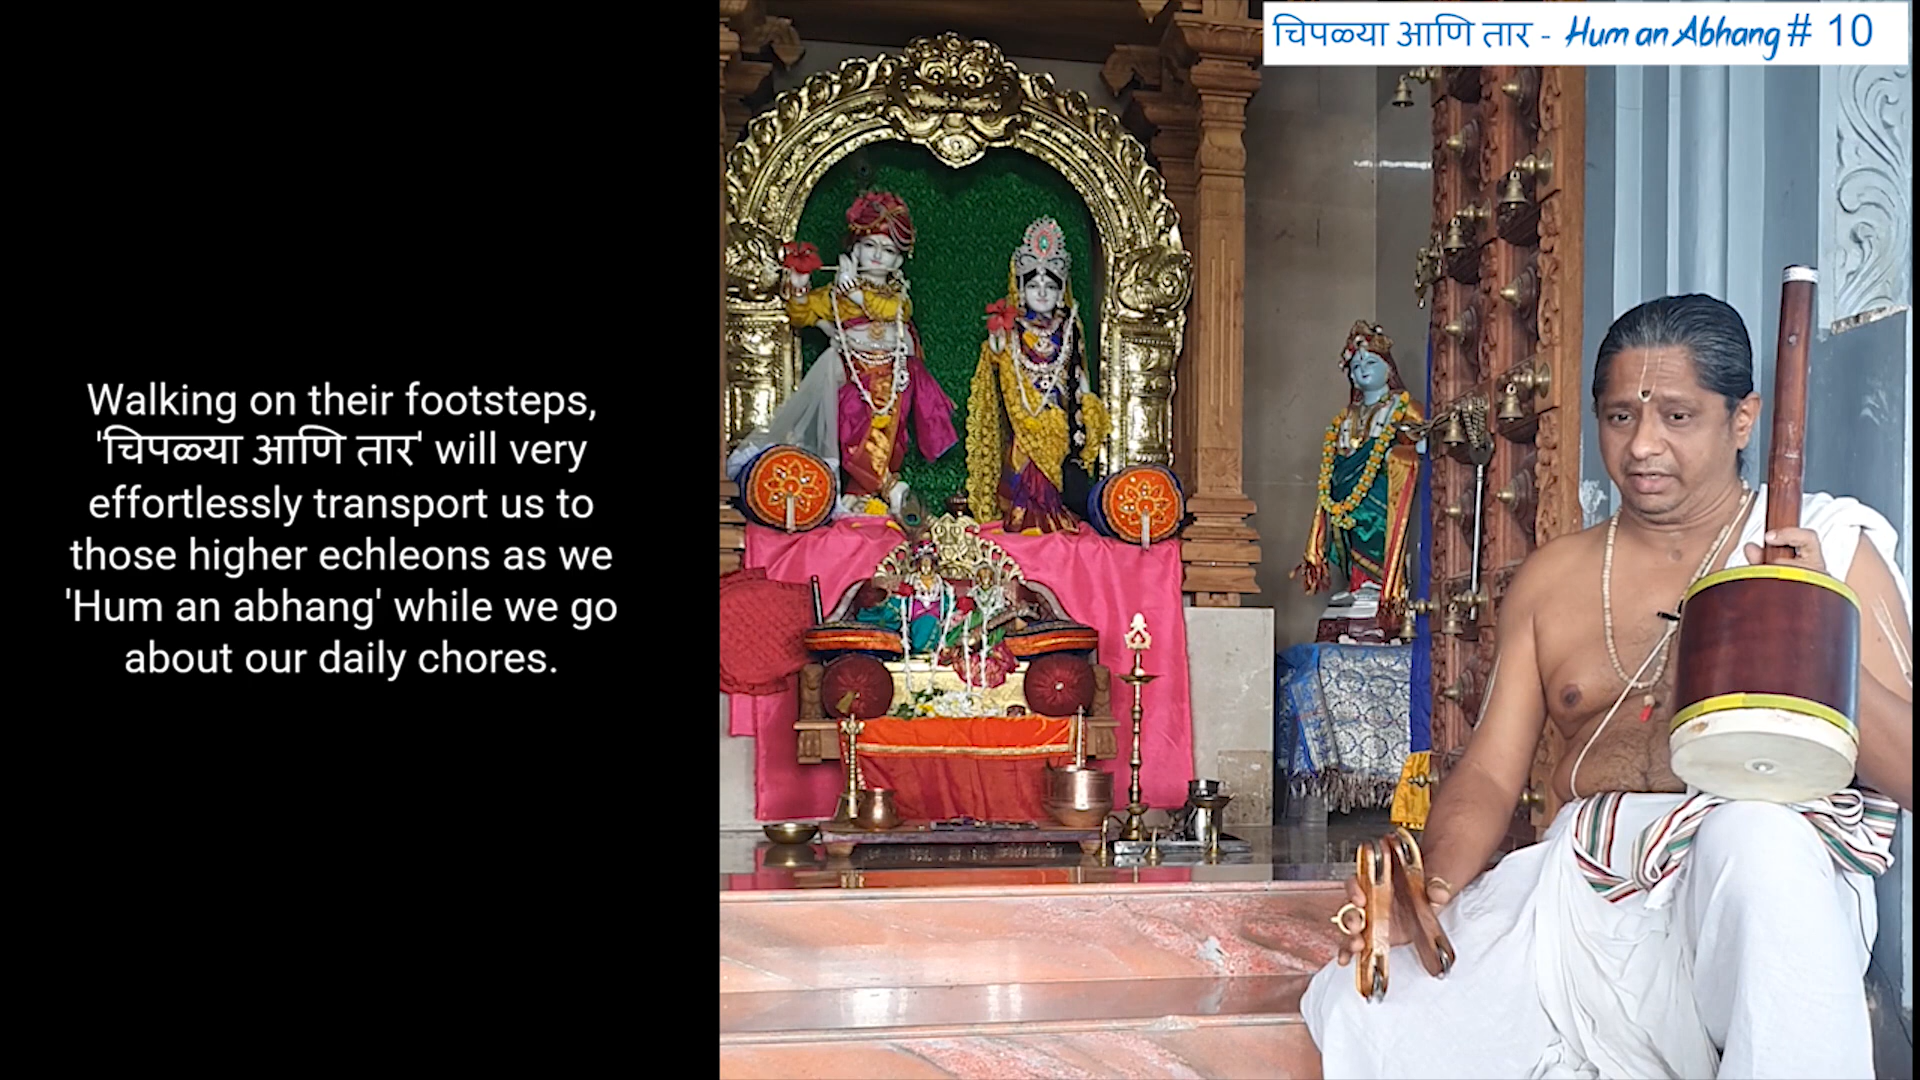 चिपळ्या आणि तार - Hum an Abhang # 10
Walking on their footsteps,
'चिपळ्या आणि तार' will very
effortlessly transport us to
those higher echleons as we
'Hum an abhang' while we go
about our daily chores.